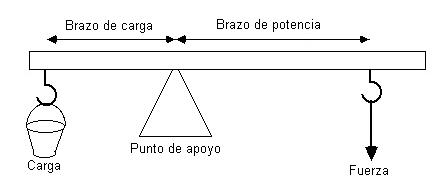 Brazo de carga
Brazo de potencia
Punto de apoyo
Carga
Fuerza